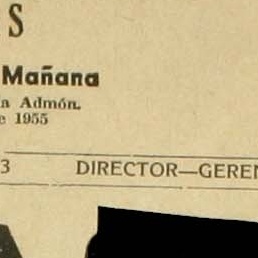 S
Mañana
a Admón.
e 1955
3 DIRECTOR—GEREN